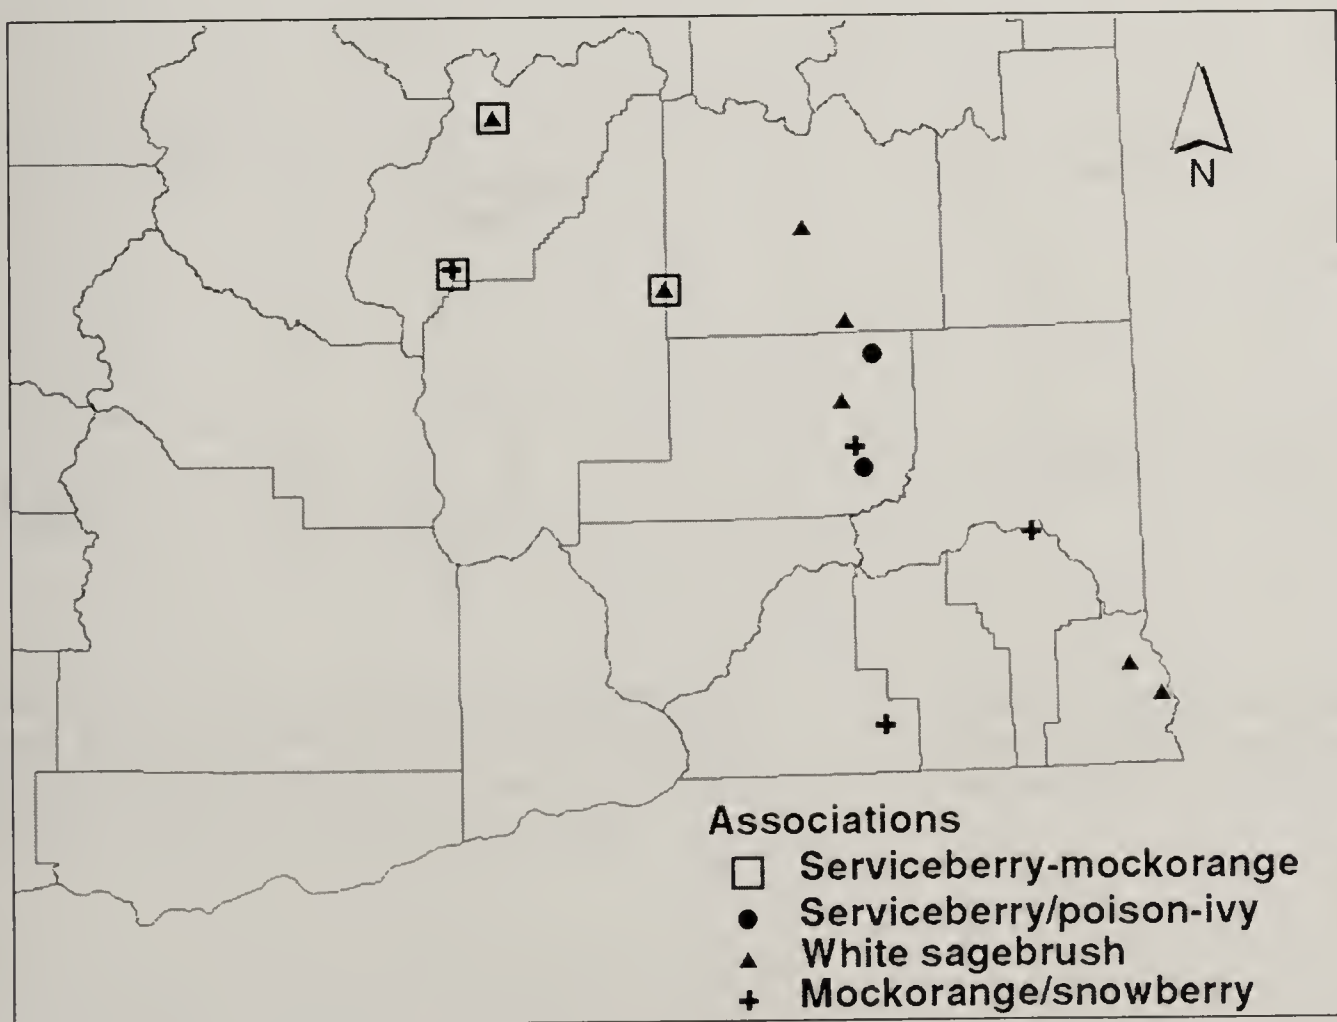 N
Associations
Serviceberry-mockorange
Serviceberry/poison-ivy
White sagebrush
Mockorange/snowberry